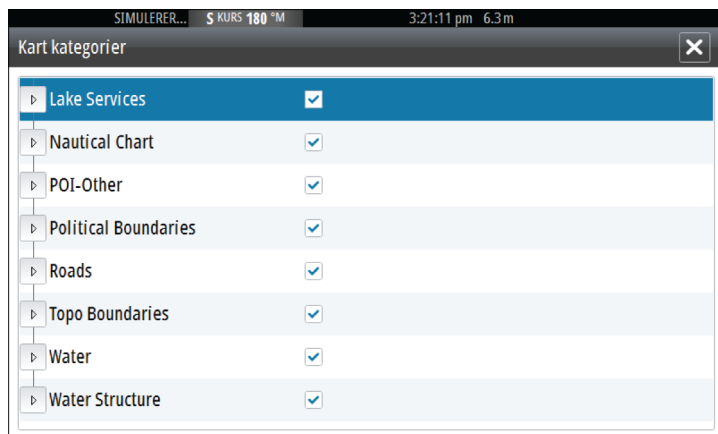 SIMULERER... S KURS 180 °M 3:21:11 pm 6.3 m
Kart kategorier
Lake Services
Nautical Chart
POI-Other
Political Boundaries
Roads
Topo Boundaries
Water
Water Structure